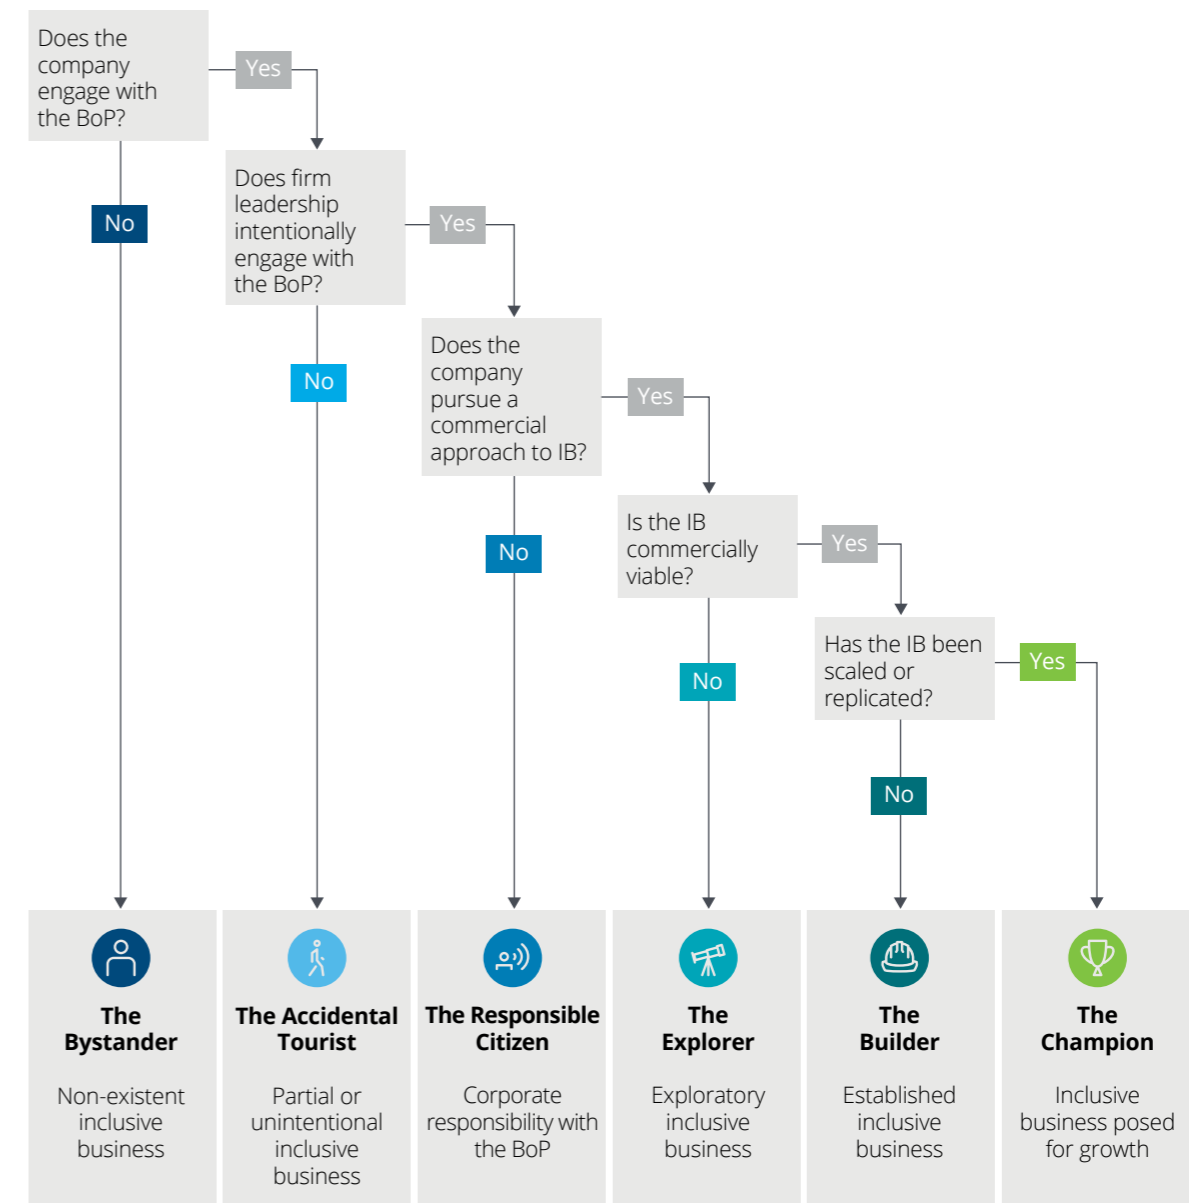 Does the
company
engage with
the BoP?
Yes
No
Does firm
leadership
intentionally
engage with
the BoP?
Yes
No
Does the
company
pursue a
commercial
approach to IB?
Yes
No
Is the IB
commercially
viable?
Yes
No
Has the IB been
scaled or
replicated?
Yes
No
The
Bystander
Non-existent
inclusive
business
The Accidental
Tourist
Partial or
unintentional
inclusive
business
The Responsible
Citizen
Corporate
responsibility with
the BoP
The
Explorer
Exploratory
inclusive
business
The
Builder
Established
inclusive
business
The
Champion
Inclusive
business posed
for growth